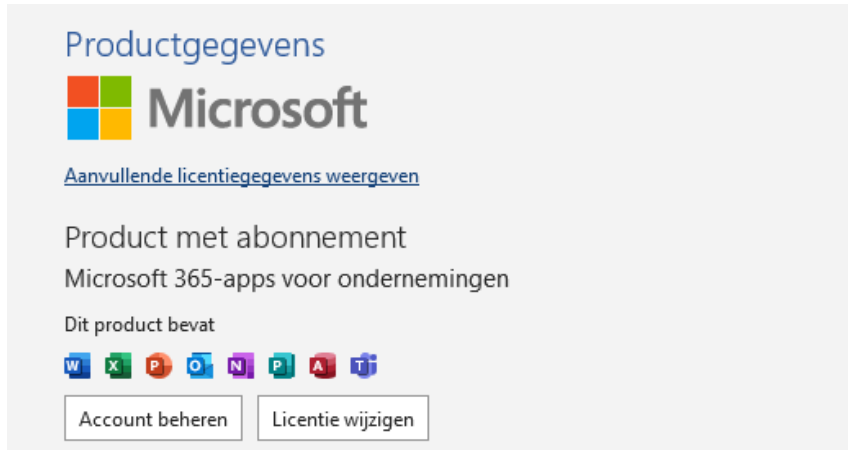 Productgegevens
Microsoft
Aanvullende licentiegegevens weergeven
Product met abonnement
Microsoft 365-apps voor ondernemingen
Dit product bevat
W X P O N P A T
Account beheren Licentie wijzigen